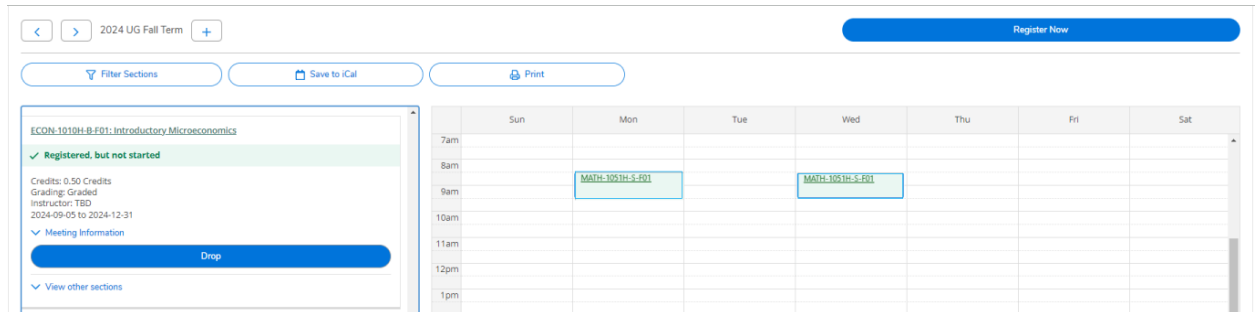 2024 UG Fall Term
Register Now
Filter Sections
Save to iCal
Print
ECON-1010H-B-F01: Introductory Microeconomics
Registered, but not started
Credits: 0.50 Credits
Grading: Graded
Instructor: TBD
2024-09-05 to 2024-12-31
Meeting Information
Drop
View other sections
Sun Mon Tue Wed Thu Fri Sat
7am
8am
MATH-1051H-S-F01 MATH-1051H-S-F01
9am
10am
11am
12pm
1pm